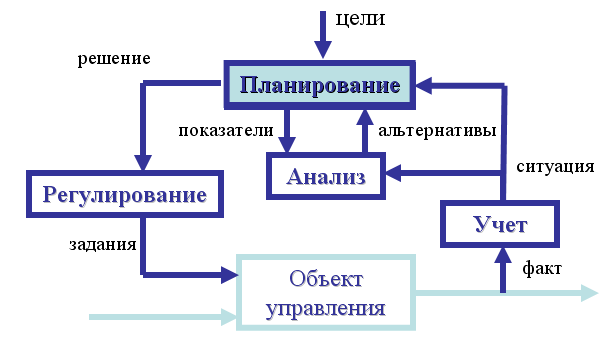 цели
решение
Планирование
показатели
альтернативы
Анализ
ситуация
Регулирование
Учет
задания
факт
Объект
управления